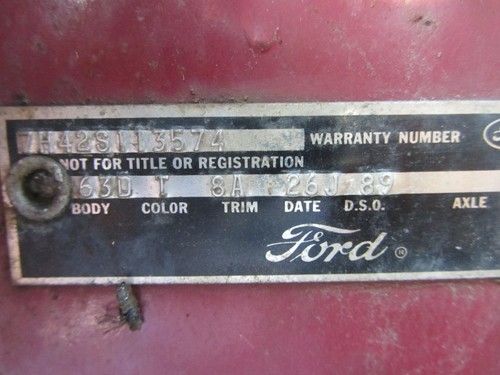 7H42S113574 WARRANTY NUMBER
NOT FOR TITLE OR REGISTRATION
63D T 8A 26J 89
BODY COLOR TRIM DATE D.S.O. AXLE
Ford